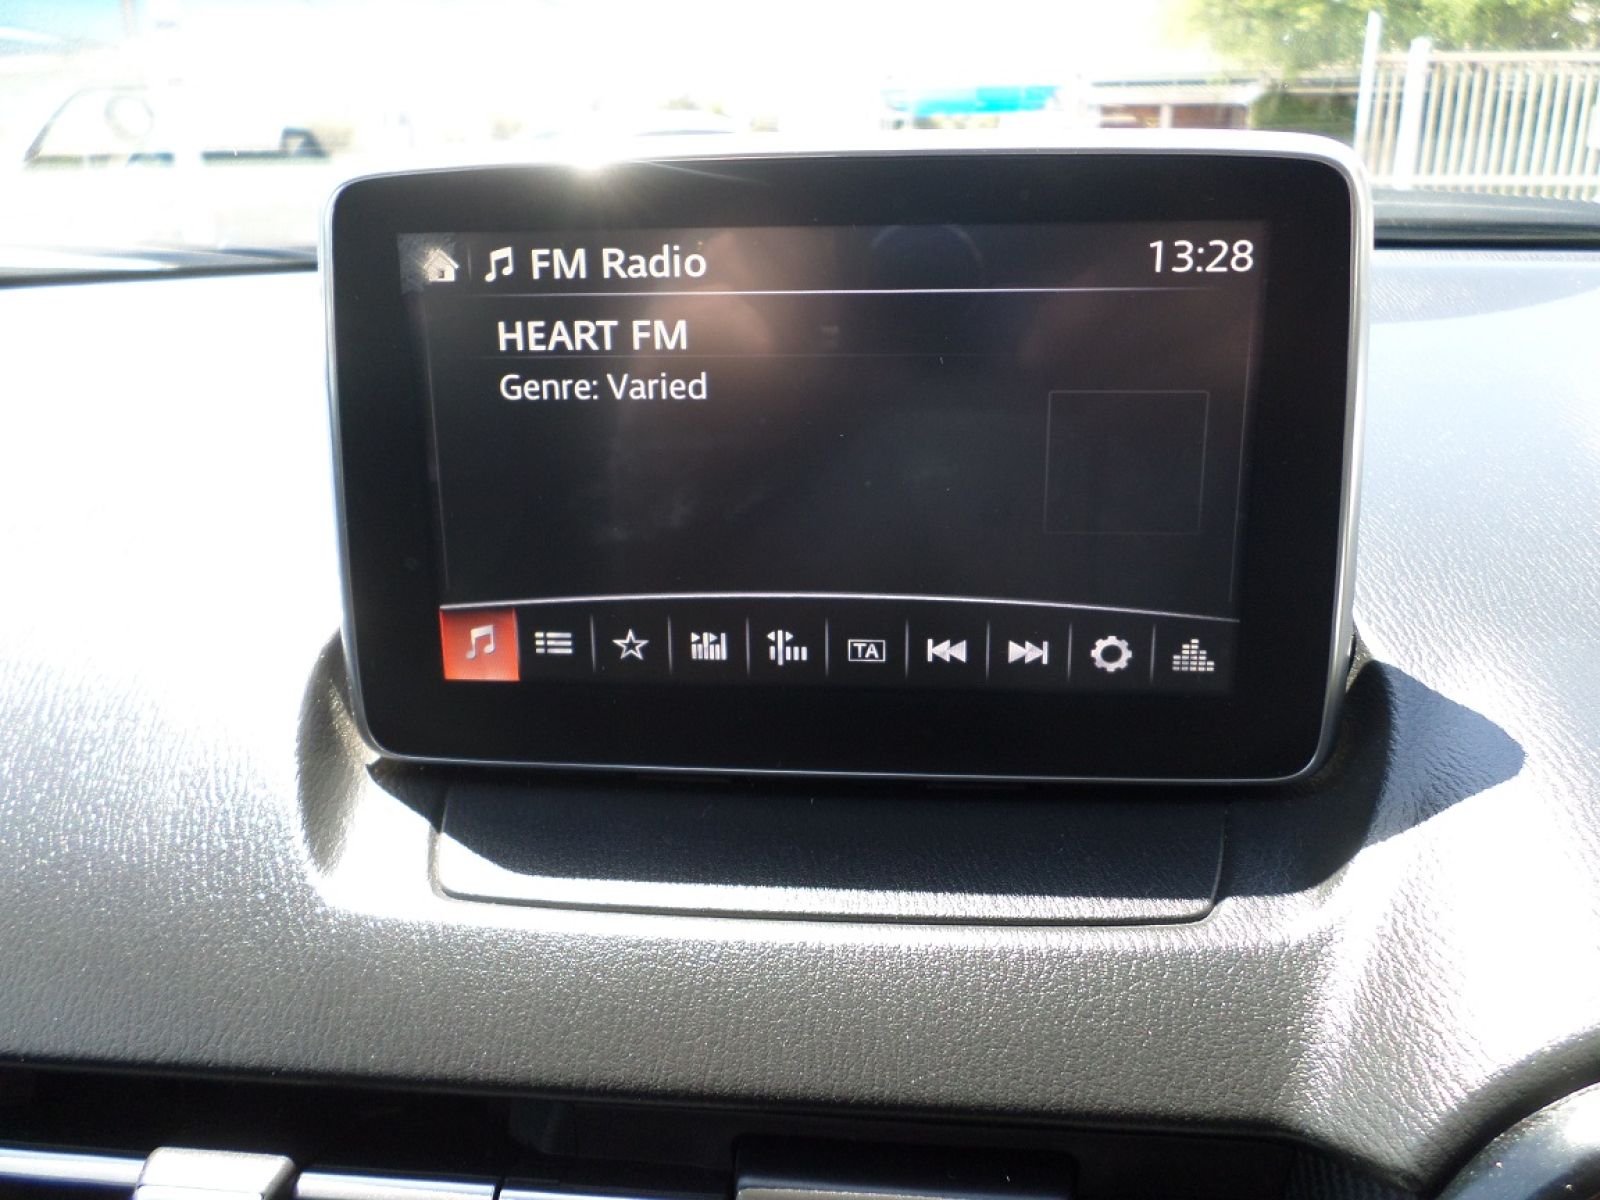 FM Radio 13:28
HEART FM
Genre: Varied
TA